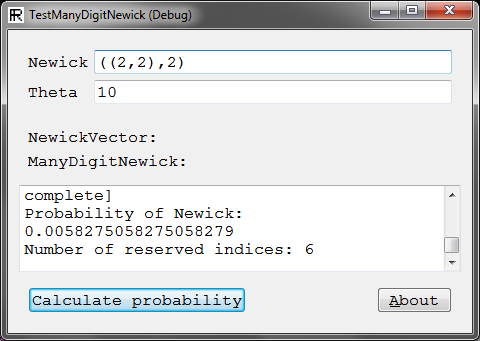 TestManyDigitNewick (Debug)
Newick ((2,2),2)
Theta 10
NewickVector:
ManyDigitNewick:
complete]
Probability of Newick:
0.0058275058275058279
Number of reserved indices: 6
Calculate probability About